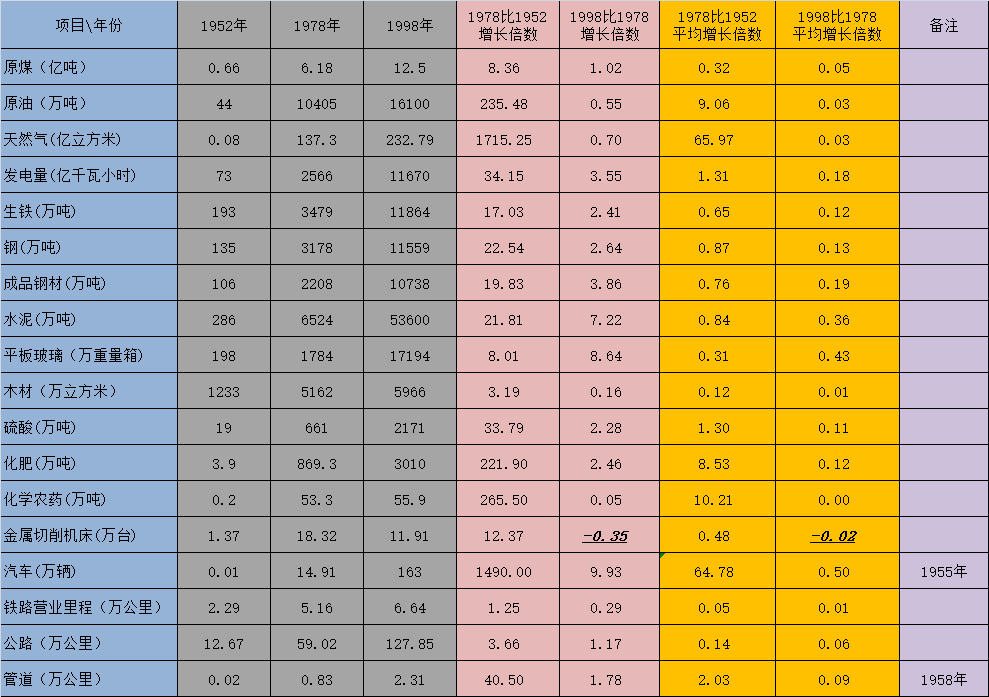 项目\年份 1952年 1978年 1998年 1978比1952 1998比1978 1978比1952 1998比1978 备注
增长倍数 增长倍数 平均增长倍数 平均增长倍数
原煤（亿吨） 0.66 6.18 12.5 8.36 1.02 0.32 0.05
原油（万吨） 44 10405 16100 235.48 0.55 9.06 0.03
天然气(亿立方米) 0.08 137.3 232.79 1715.25 0.70 65.97 0.03
发电量(亿千瓦小时) 73 2566 11670 34.15 3.55 1.31 0.18
生铁(万吨) 193 3479 11864 17.03 2.41 0.65 0.12
钢(万吨) 135 3178 11559 22.54 2.64 0.87 0.13
成品钢材(万吨) 106 2208 10738 19.83 3.86 0.76 0.19
水泥(万吨) 286 6524 53600 21.81 7.22 0.84 0.36
平板玻璃（万重量箱) 198 1784 17194 8.01 8.64 0.31 0.43
木材（万立方米） 1233 5162 5966 3.19 0.16 0.12 0.01
硫酸(万吨) 19 661 2171 33.79 2.28 1.30 0.11
化肥(万吨) 3.9 869.3 3010 221.90 2.46 8.53 0.12
化学农药(万吨) 0.2 53.3 55.9 265.50 0.05 10.21 0.00
金属切削机床(万台) 1.37 18.32 11.91 12.37 -0.35 0.48 -0.02
汽车(万辆) 0.01 14.91 163 1490.00 9.93 64.78 0.50 1955年
铁路营业里程（万公里） 2.29 5.16 6.64 1.25 0.29 0.05 0.01
公路（万公里） 12.67 59.02 127.85 3.66 1.17 0.14 0.06
管道（万公里） 0.02 0.83 2.31 40.50 1.78 2.03 0.09 1958年